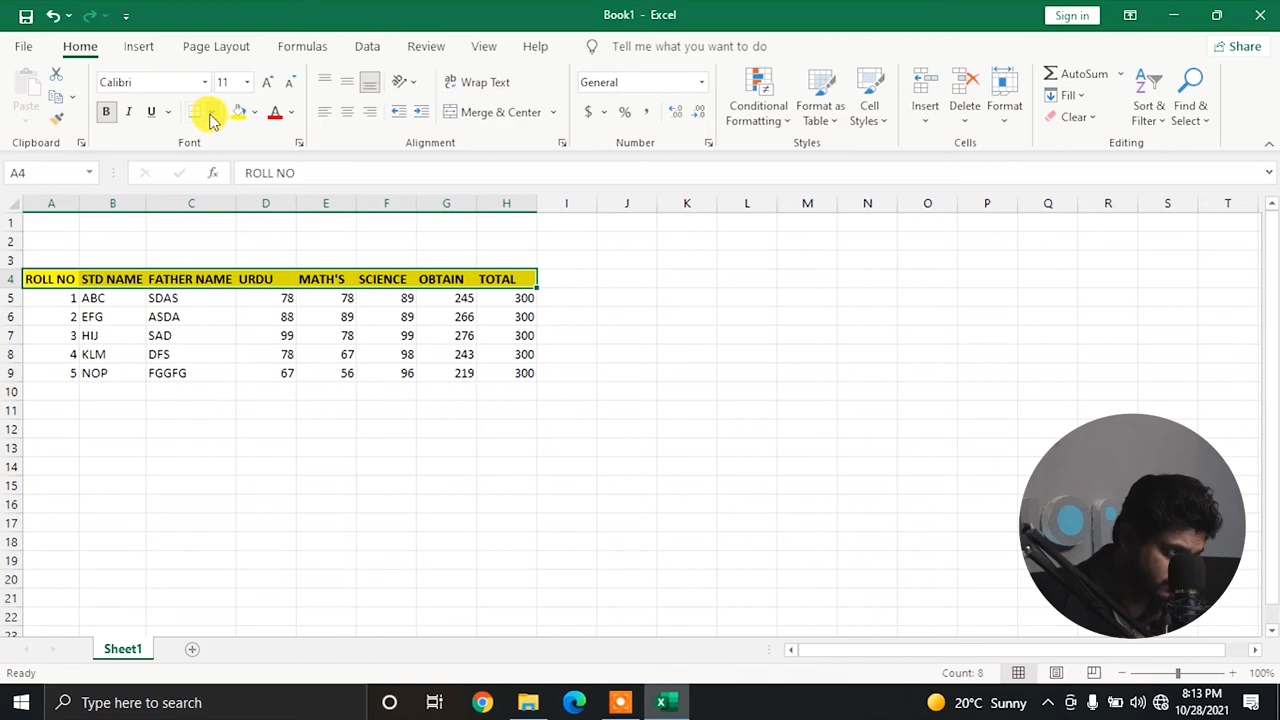 Book1 - Excel
Sign in
File Home Insert Page Layout Formulas Data Review View Help Tell me what you want to do Share
Calibri 11 Wrap Text General Conditional Formatting Format as Table Cell Styles Insert Delete Format AutoSum Fill Clear Sort & Filter Find & Select
Paste B I U Merge & Center $ %
Clipboard Font Alignment Number Styles Cells Editing
A4 fx ROLL NO
A B C D E F G H I J K L M N O P Q R S T
1
2
3
4 ROLL NO STD NAME FATHER NAME URDU MATH'S SCIENCE OBTAIN TOTAL
5 1 ABC SDAS 78 78 89 245 300
6 2 EFG ASDA 88 89 89 266 300
7 3 HIJ SAD 99 78 99 276 300
8 4 KLM DFS 78 67 98 243 300
9 5 NOP FGGFG 67 56 96 219 300
10
11
12
13
14
15
16
17
18
19
20
21
22
23
Sheet1
Ready Count: 8 100%
Type here to search 20°C Sunny 8:13 PM
10/28/2021